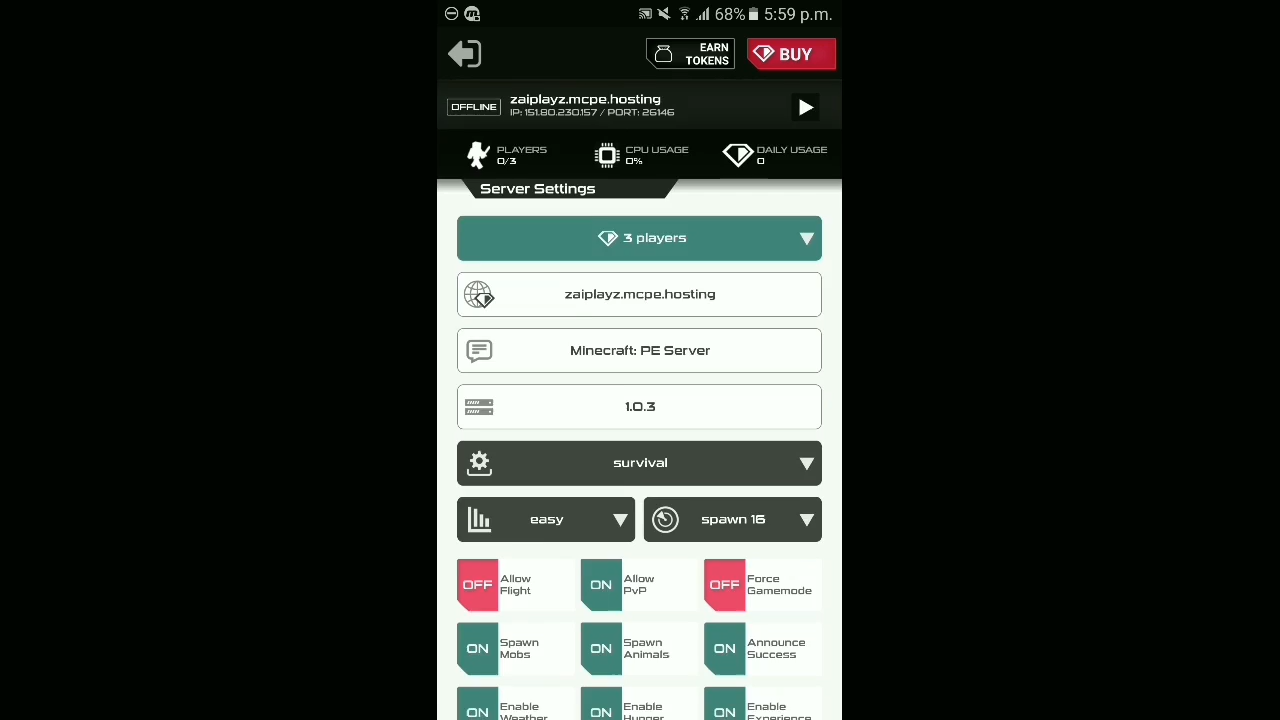 68% 5:59 p.m.
EARN TOKENS
BUY
OFFLINE
zaiplayz.mcpe.hosting
IP: 151.80.230.157 / PORT: 26146
PLAYERS
0/3
CPU USAGE
0%
DAILY USAGE
0
Server Settings
3 players
zaiplayz.mcpe.hosting
Minecraft: PE Server
1.0.3
survival
easy
spawn 16
OFF Allow Flight
ON Allow PvP
OFF Force Gamemode
ON Spawn Mobs
ON Spawn Animals
ON Announce Success
ON Enable Weather
ON Enable Hunger
ON Enable Experience